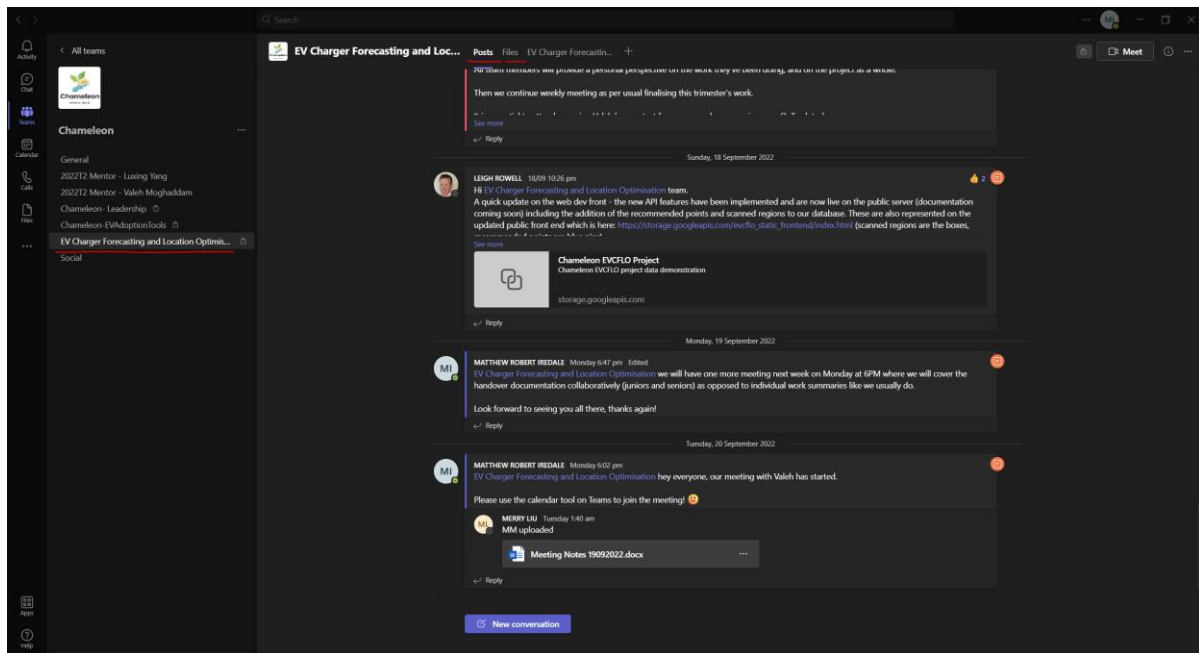 Search
MI
Activity
Chat
Teams
Calendar
Calls
Files
Apps
Help
All teams
Chameleon
Chameleon
General
2022T2 Mentor - Luxing Yang
2022T2 Mentor - Valeh Moghaddam
Chameleon- Leadership
Chameleon-EVAdoptionTools
EV Charger Forecasting and Location Optimis...
Social
EV Charger Forecasting and Loc... Posts Files EV Charger Forecastin... +
Meet
All team members will provide a personal perspective on the work they've been doing, and on the project as a whole.
Then we continue weekly meeting as per usual finalising this trimester's work.
See more
Reply
Sunday, 18 September 2022
LEIGH ROWELL 18/09 10:26 pm
2
Hi EV Charger Forecasting and Location Optimisation team.
A quick update on the web dev front - the new API features have been implemented and are now live on the public server (documentation
coming soon) including the addition of the recommended points and scanned regions to our database. These are also represented on the
updated public front end which is here: https://storage.googleapis.com/evcflo_static_frontend/index.html (scanned regions are the boxes,
See more
Chameleon EVCFLO Project
Chameleon EVCFLO project data demonstration
storage.googleapis.com
Reply
Monday, 19 September 2022
MI
MATTHEW ROBERT IREDALE Monday 6:47 pm Edited
EV Charger Forecasting and Location Optimisation we will have one more meeting next week on Monday at 6PM where we will cover the
handover documentation collaboratively (juniors and seniors) as opposed to individual work summaries like we usually do.
Look forward to seeing you all there, thanks again!
Reply
Tuesday, 20 September 2022
MI
MATTHEW ROBERT IREDALE Monday 6:02 pm
EV Charger Forecasting and Location Optimisation hey everyone, our meeting with Valeh has started.
Please use the calendar tool on Teams to join the meeting!
ML
MERRY LIU Tuesday 1:40 am
MM uploaded
Meeting Notes 19092022.docx
Reply
New conversation